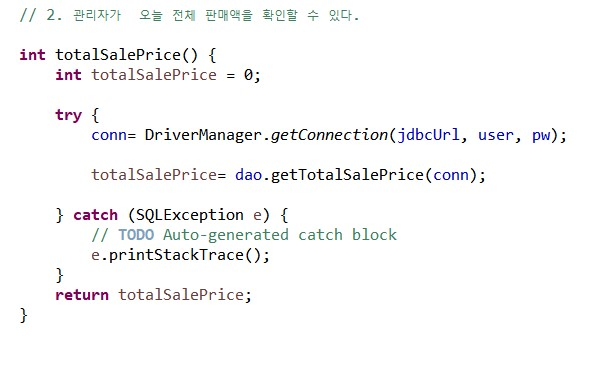 // 2. 관리자가  오늘 전체 판매액을 확인할 수 있다.
int totalSalePrice() {
int totalSalePrice = 0;
try {
conn= DriverManager.getConnection(jdbcUrl, user, pw);
totalSalePrice= dao.getTotalSalePrice(conn);
} catch (SQLException e) {
// TODO Auto-generated catch block
e.printStackTrace();
}
return totalSalePrice;
}